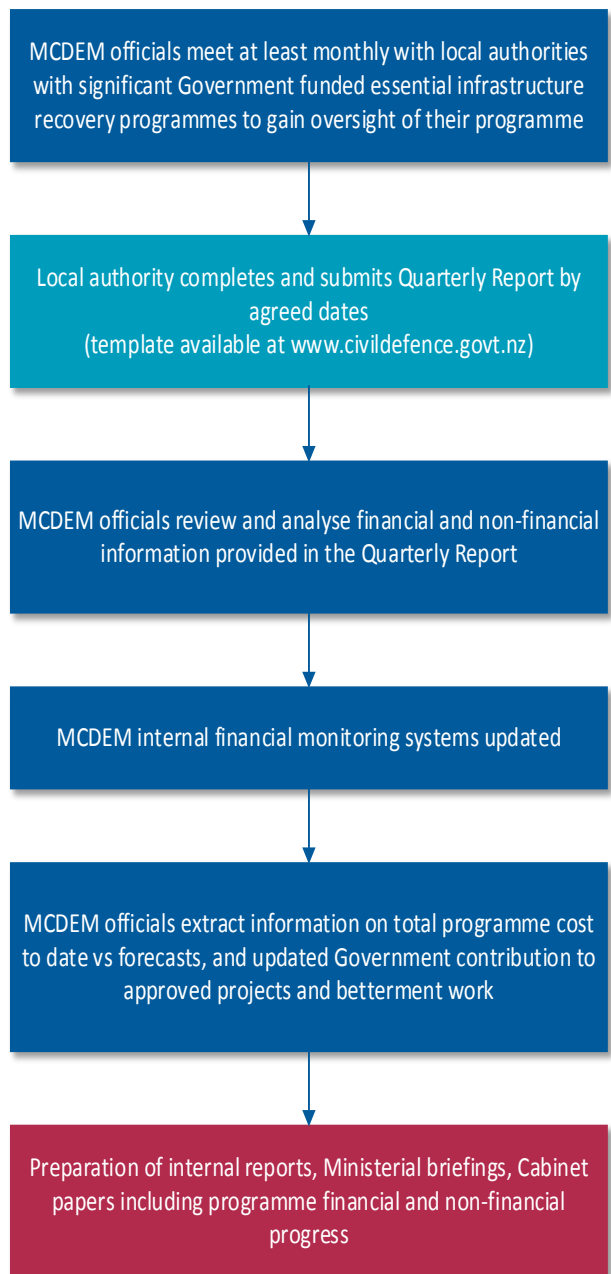 MCDEM officials meet at least monthly with local authorities
with significant Government funded essential infrastructure
recovery programmes to gain oversight of their programme
Local authority completes and submits Quarterly Report by
agreed dates
(template available at www.civildefence.govt.nz)
MCDEM officials review and analyse financial and non-financial
information provided in the Quarterly Report
MCDEM internal financial monitoring systems updated
MCDEM officials extract information on total programme cost
to date vs forecasts, and updated Government contribution to
approved projects and betterment work
Preparation of internal reports, Ministerial briefings, Cabinet
papers including programme financial and non-financial
progress